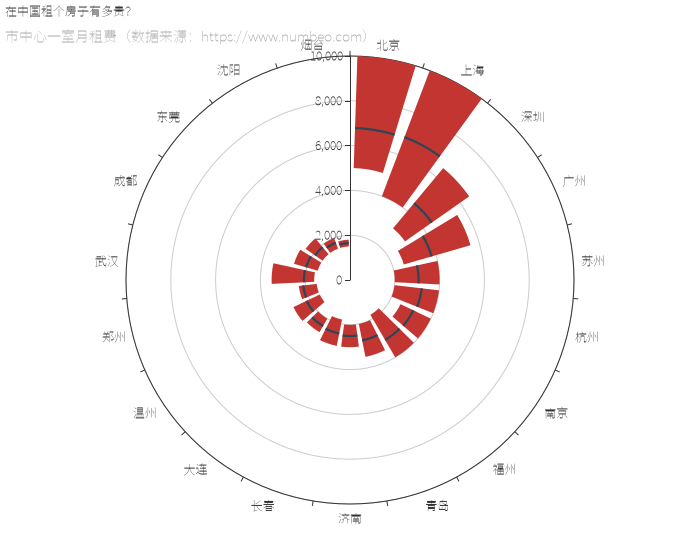 在中国租个房子有多贵?
市中心一室月租费（数据来源：https://www.numbeo.com）
烟台
北京
10,000
沈阳
上海
8,000
东莞
深圳
6,000
成都
广州
4,000
2,000
武汉
苏州
0
郑州
杭州
温州
南京
大连
福州
长春
青岛
济南